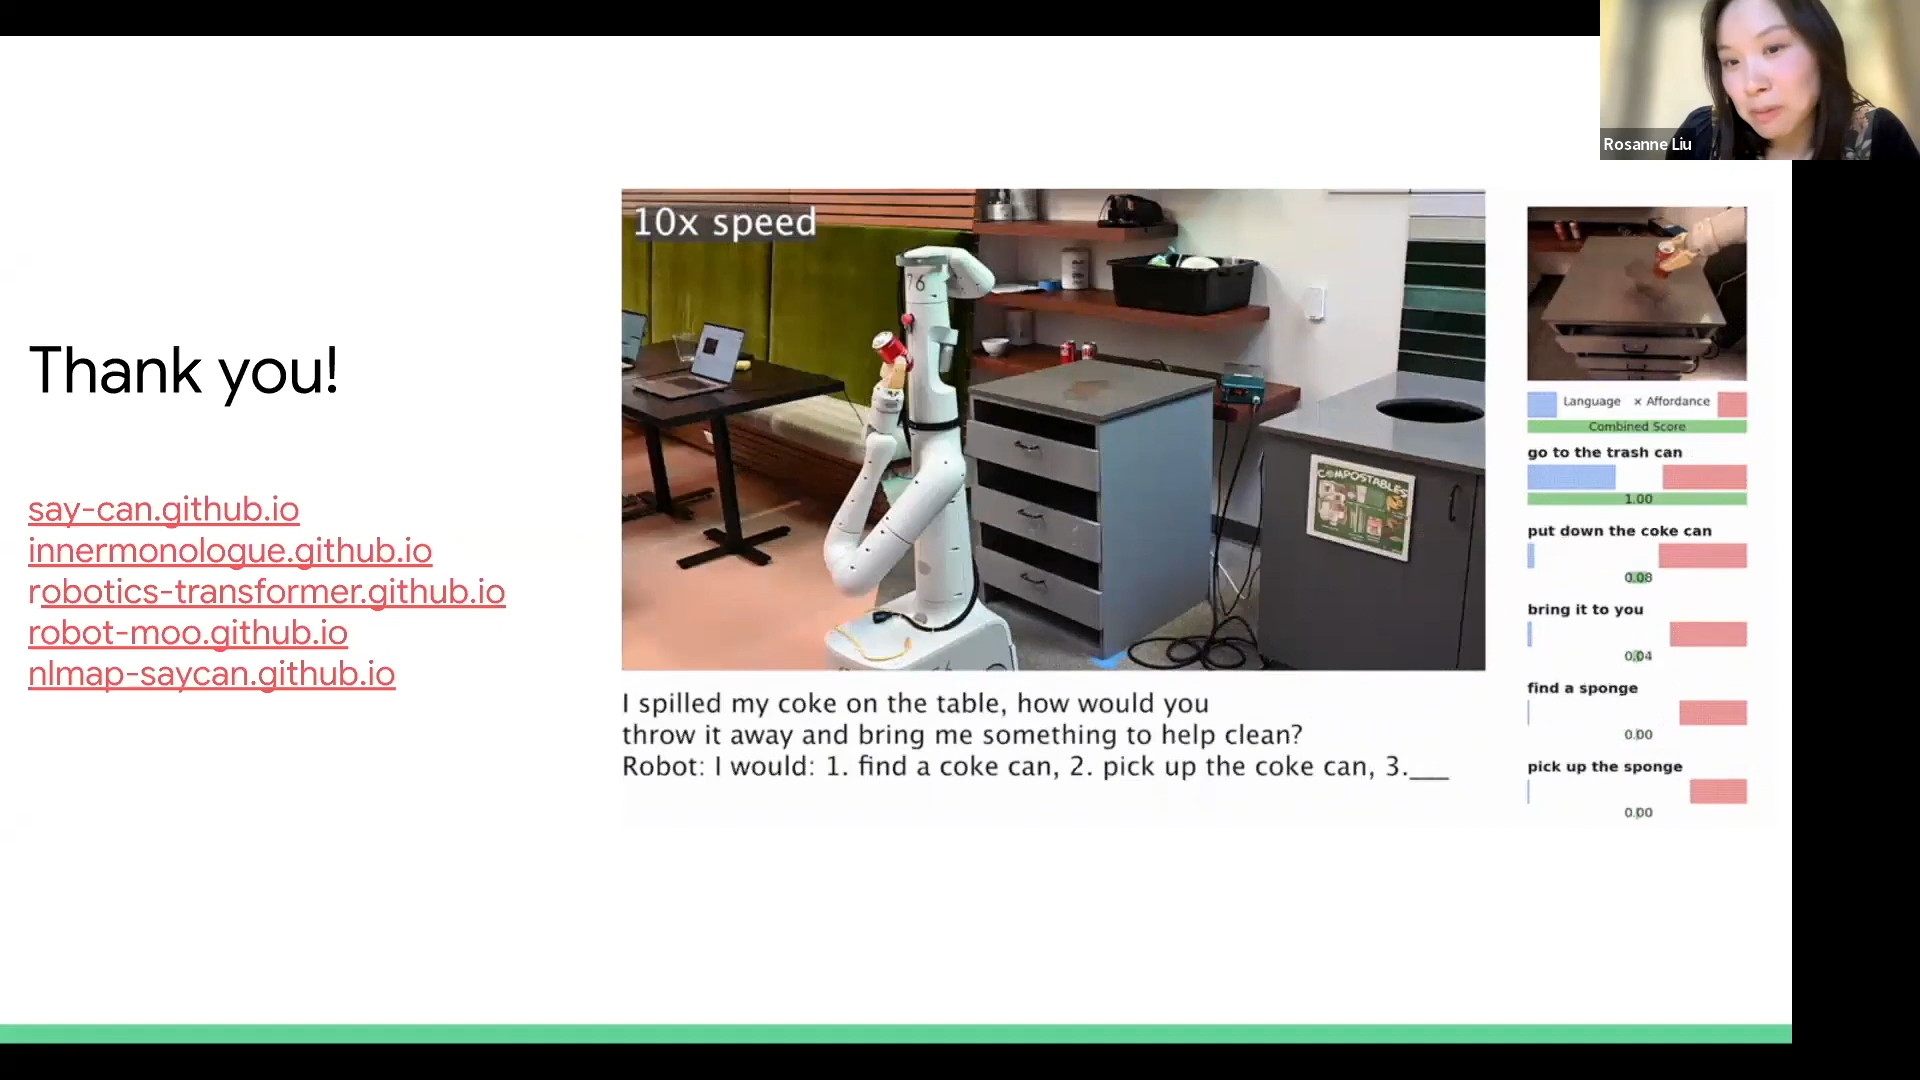 Rosanne Liu
Thank you!
say-can.github.io
innermonologue.github.io
robotics-transformer.github.io
robot-moo.github.io
nlmap-saycan.github.io
10x speed
76
COMPOSTABLES
I spilled my coke on the table, how would you
throw it away and bring me something to help clean?
Robot: I would: 1. find a coke can, 2. pick up the coke can, 3.___
Language × Affordance
Combined Score
go to the trash can
1.00
put down the coke can
0.08
bring it to you
0.04
find a sponge
0.00
pick up the sponge
0.00